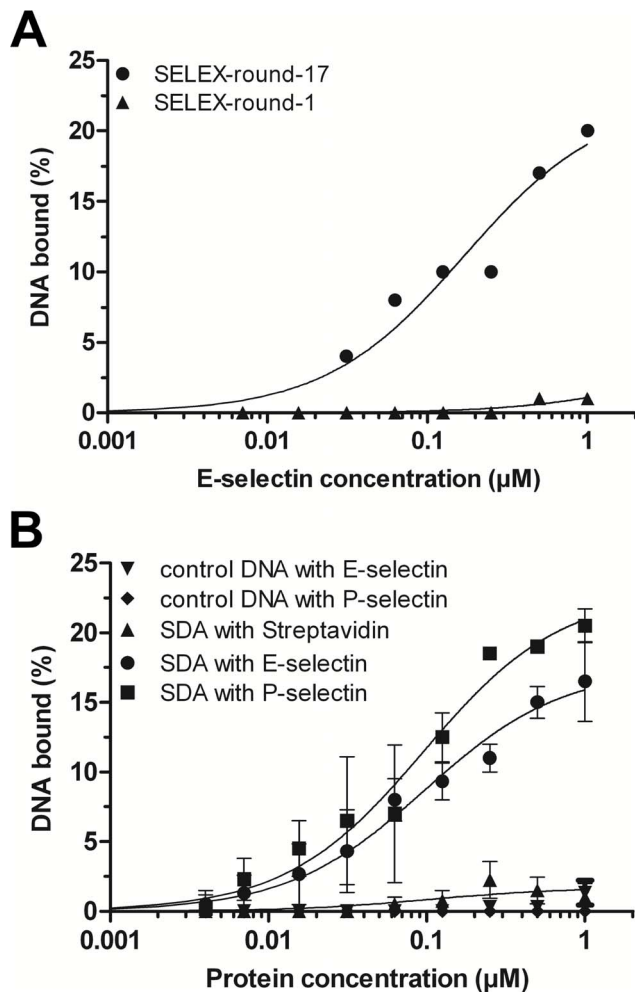 A
25
20
15
10
5
0
DNA bound (%)
SELEX-round-17
SELEX-round-1
0.001
0.01
0.1
1
E-selectin concentration (µM)
B
25
20
15
10
5
0
DNA bound (%)
control DNA with E-selectin
control DNA with P-selectin
SDA with Streptavidin
SDA with E-selectin
SDA with P-selectin
0.001
0.01
0.1
1
Protein concentration (µM)